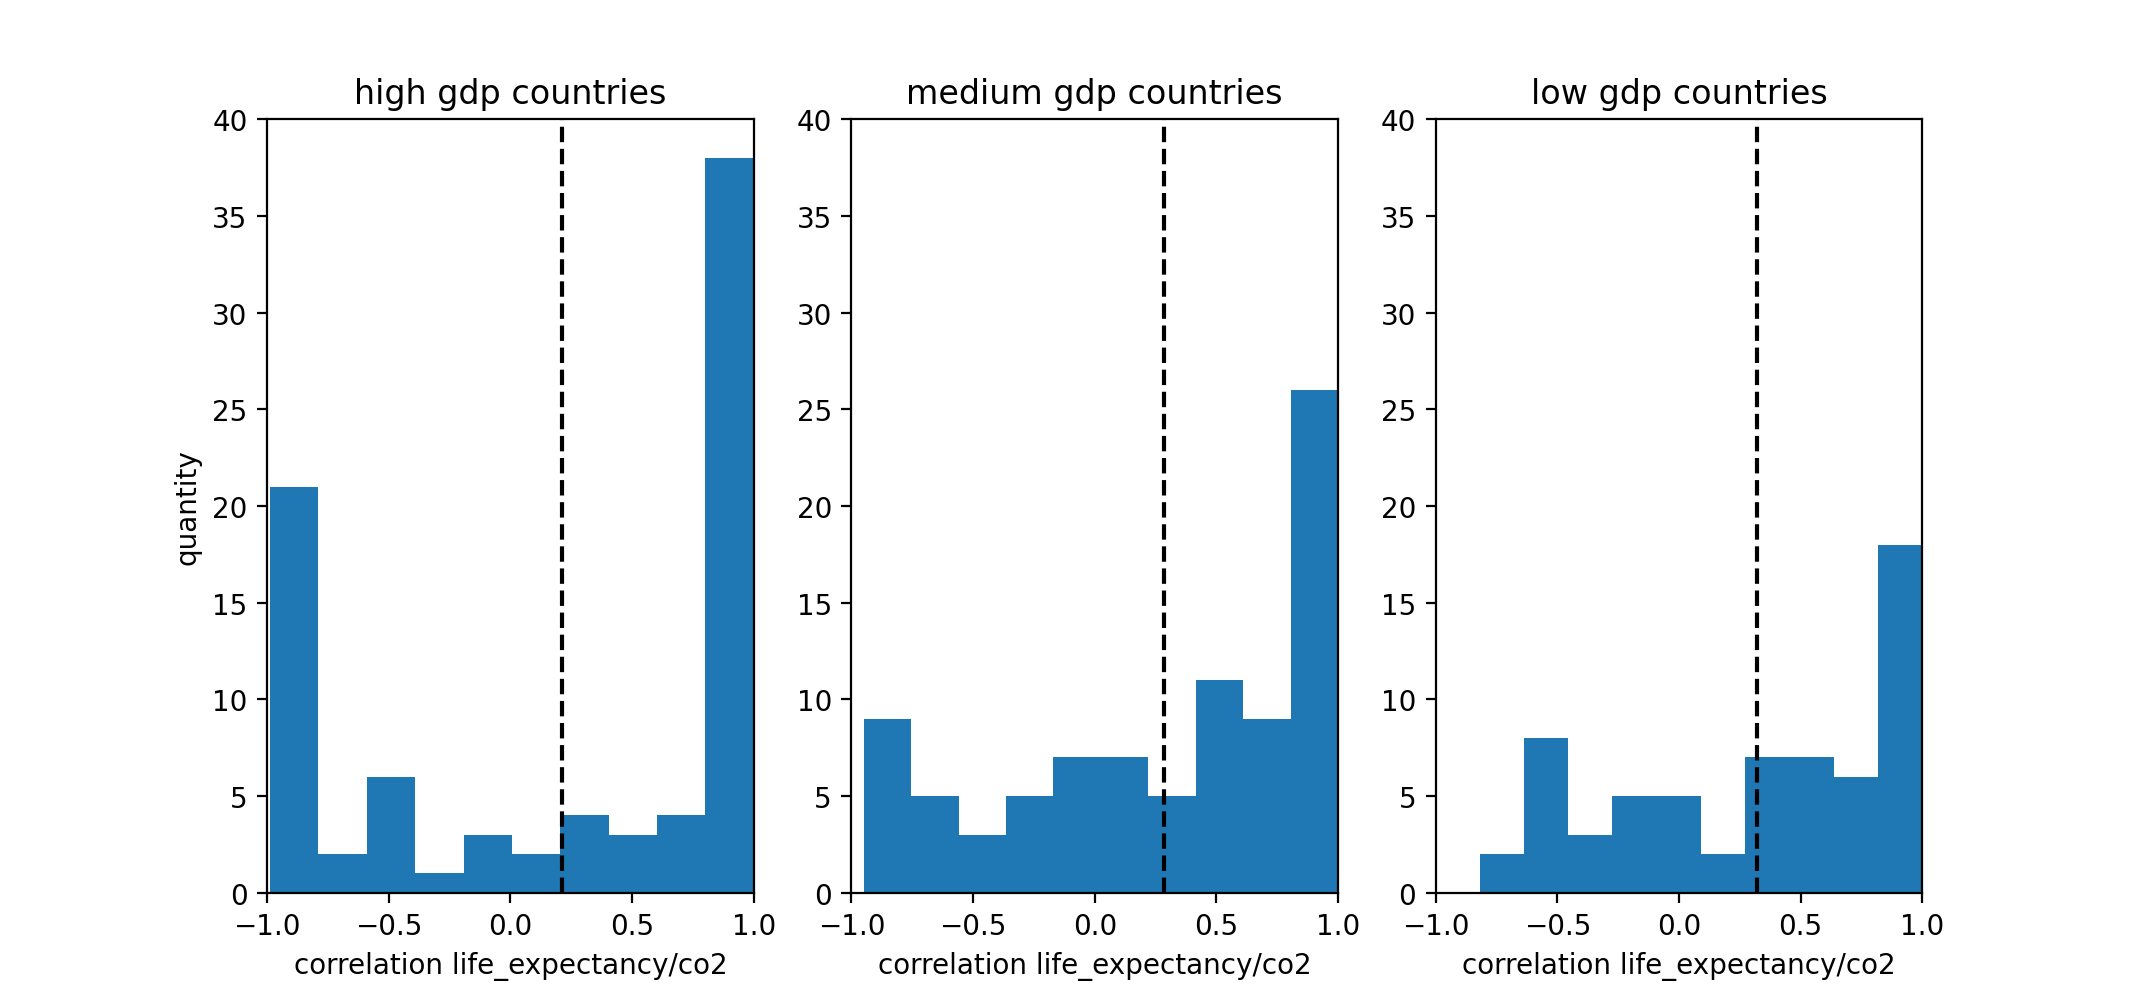 high gdp countries
medium gdp countries
low gdp countries
quantity
40
35
30
25
20
15
10
5
0
−1.0 −0.5 0.0 0.5 1.0
correlation life_expectancy/co2
40
35
30
25
20
15
10
5
0
−1.0 −0.5 0.0 0.5 1.0
correlation life_expectancy/co2
40
35
30
25
20
15
10
5
0
−1.0 −0.5 0.0 0.5 1.0
correlation life_expectancy/co2